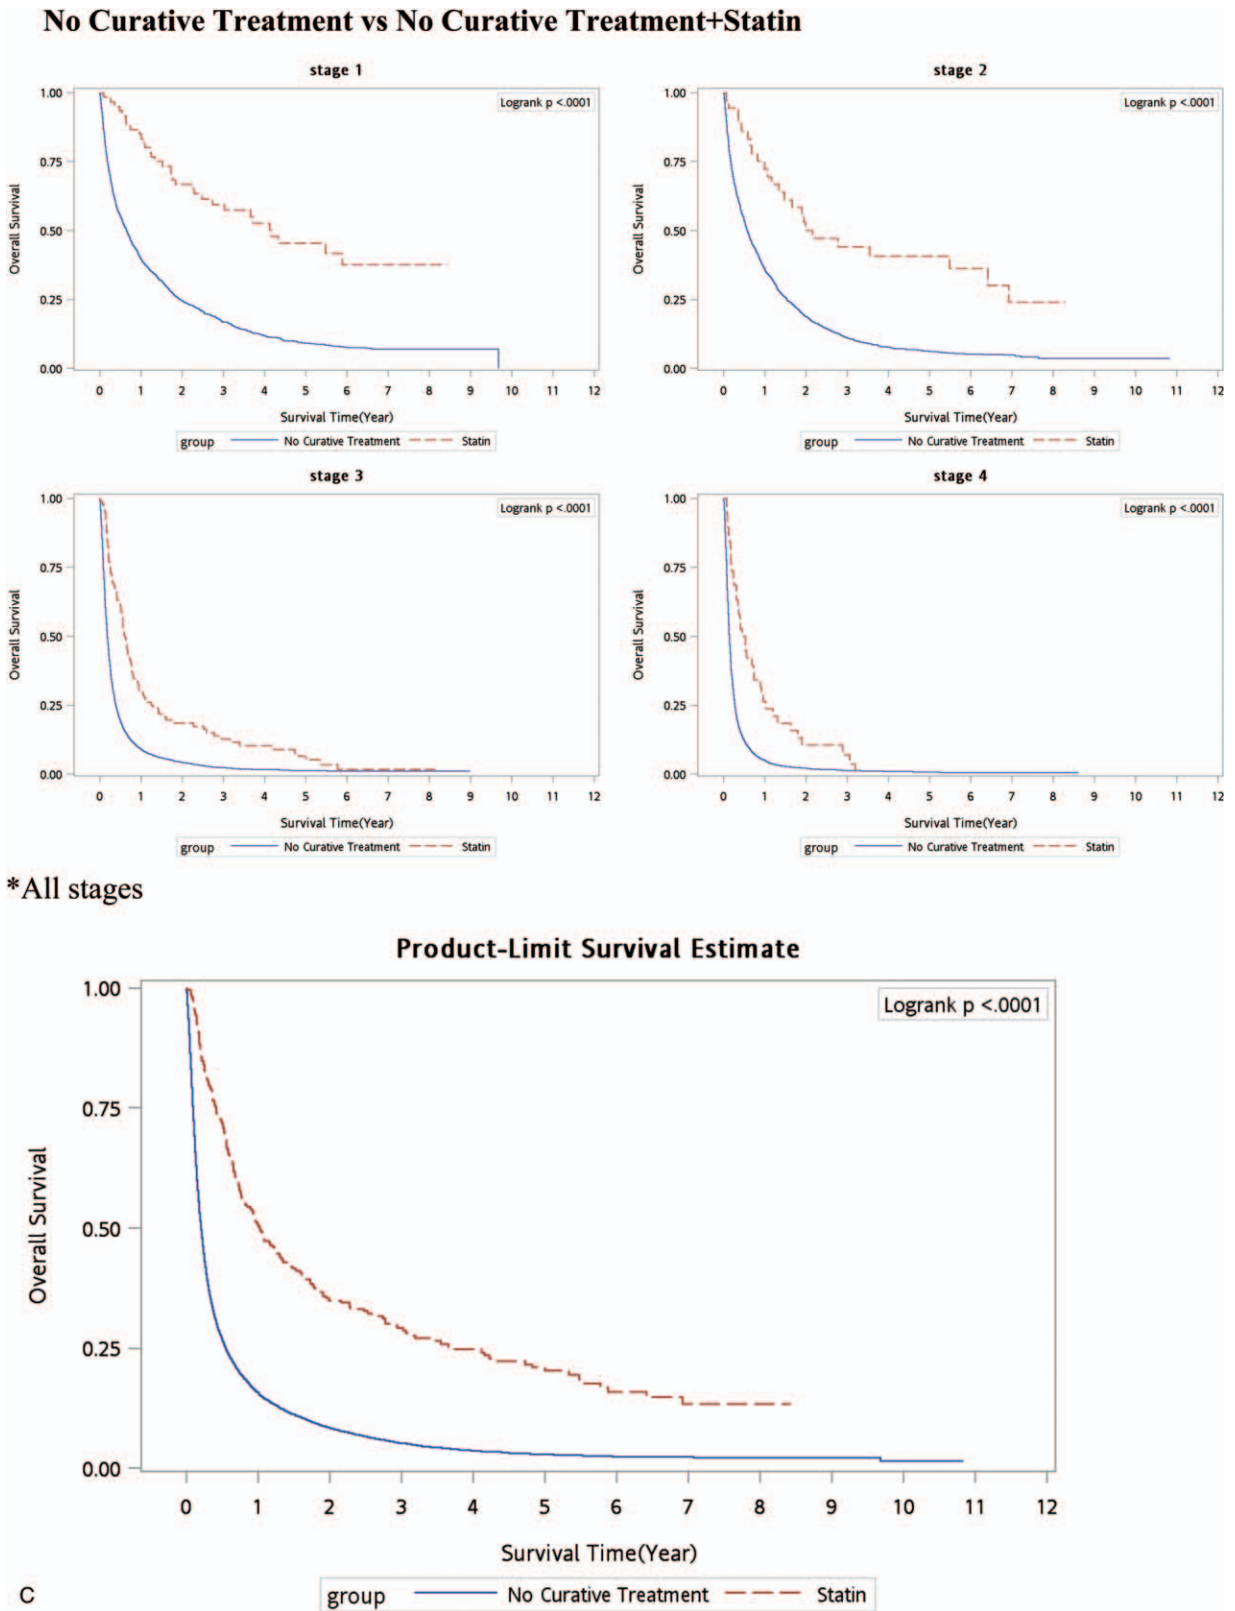 No Curative Treatment vs No Curative Treatment+Statin
stage 1
Logrank p <.0001
1.00
0.75
0.50
0.25
0.00
Overall Survival
0 1 2 3 4 5 6 7 8 9 10 11 12
Survival Time(Year)
group No Curative Treatment Statin
stage 2
Logrank p <.0001
1.00
0.75
0.50
0.25
0.00
Overall Survival
0 1 2 3 4 5 6 7 8 9 10 11 12
Survival Time(Year)
group No Curative Treatment Statin
stage 3
Logrank p <.0001
1.00
0.75
0.50
0.25
0.00
Overall Survival
0 1 2 3 4 5 6 7 8 9 10 11 12
Survival Time(Year)
group No Curative Treatment Statin
stage 4
Logrank p <.0001
1.00
0.75
0.50
0.25
0.00
Overall Survival
0 1 2 3 4 5 6 7 8 9 10 11 12
Survival Time(Year)
group No Curative Treatment Statin
*All stages
Product-Limit Survival Estimate
Logrank p <.0001
1.00
0.75
0.50
0.25
0.00
Overall Survival
0 1 2 3 4 5 6 7 8 9 10 11 12
Survival Time(Year)
C
group No Curative Treatment Statin